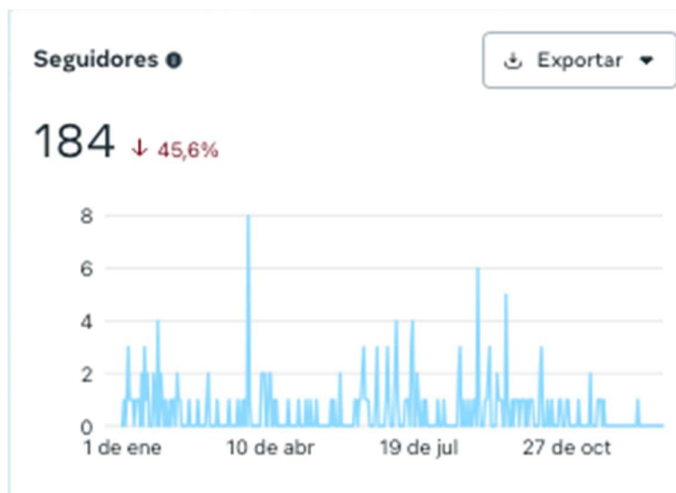 Seguidores
Exportar
184 ↓ 45,6%
8
6
4
2
0
1 de ene 10 de abr 19 de jul 27 de oct